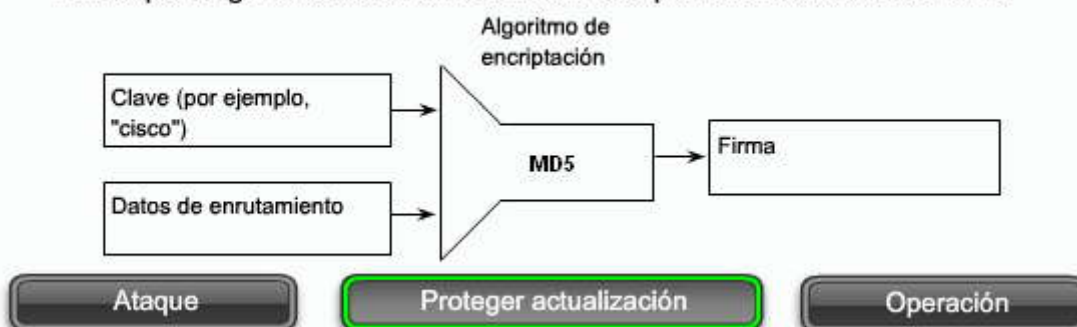 Algoritmo de
encriptación
Clave (por ejemplo,
"cisco")
MD5
Firma
Datos de enrutamiento
Ataque
Proteger actualización
Operación